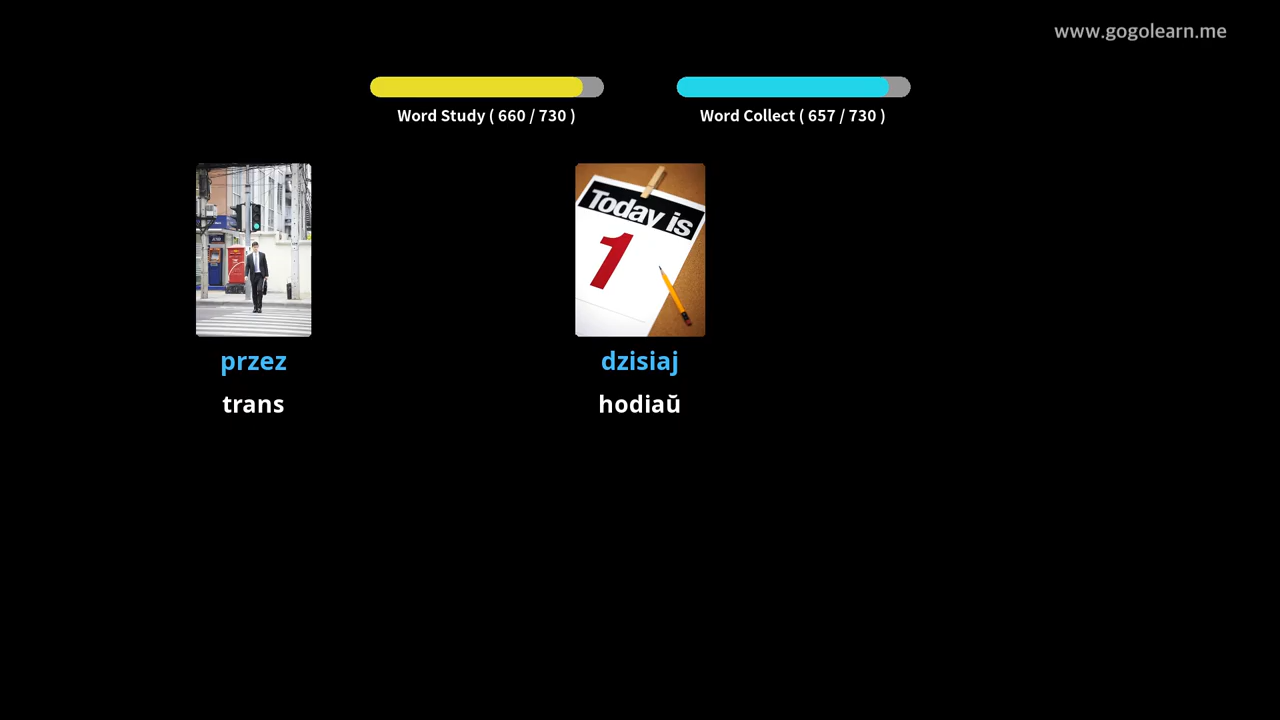 www.gogolearn.me
Word Study ( 660 / 730 )
Word Collect ( 657 / 730 )
Today is
1
przez
dzisiaj
trans
hodiaŭ